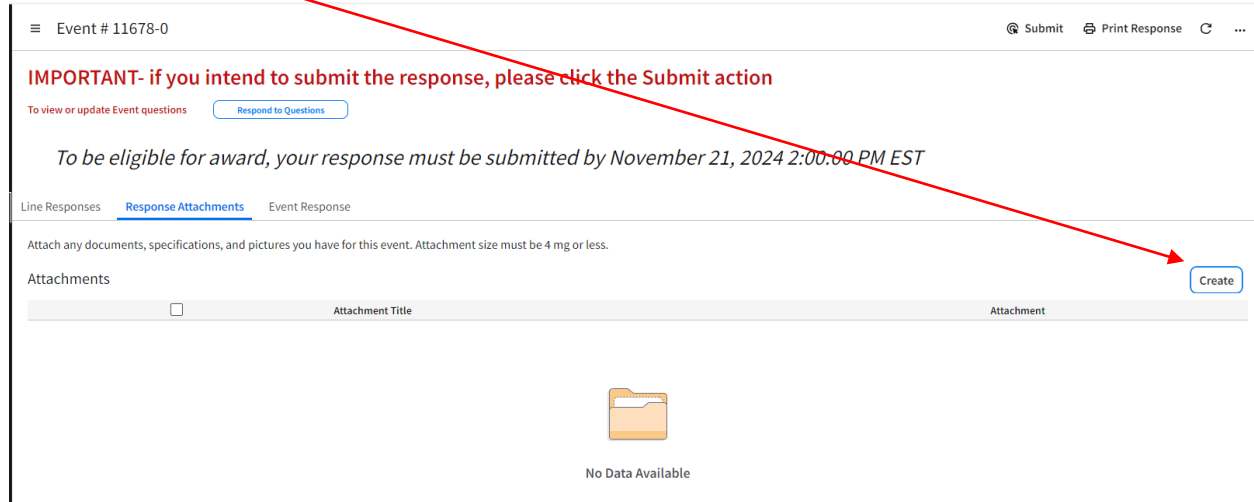 Event # 11678-0
Submit
Print Response
...
IMPORTANT- if you intend to submit the response, please click the Submit action
To view or update Event questions
Respond to Questions
To be eligible for award, your response must be submitted by November 21, 2024 2:00:00 PM EST
Line Responses
Response Attachments
Event Response
Attach any documents, specifications, and pictures you have for this event. Attachment size must be 4 mg or less.
Attachments
Create
Attachment Title
Attachment
No Data Available